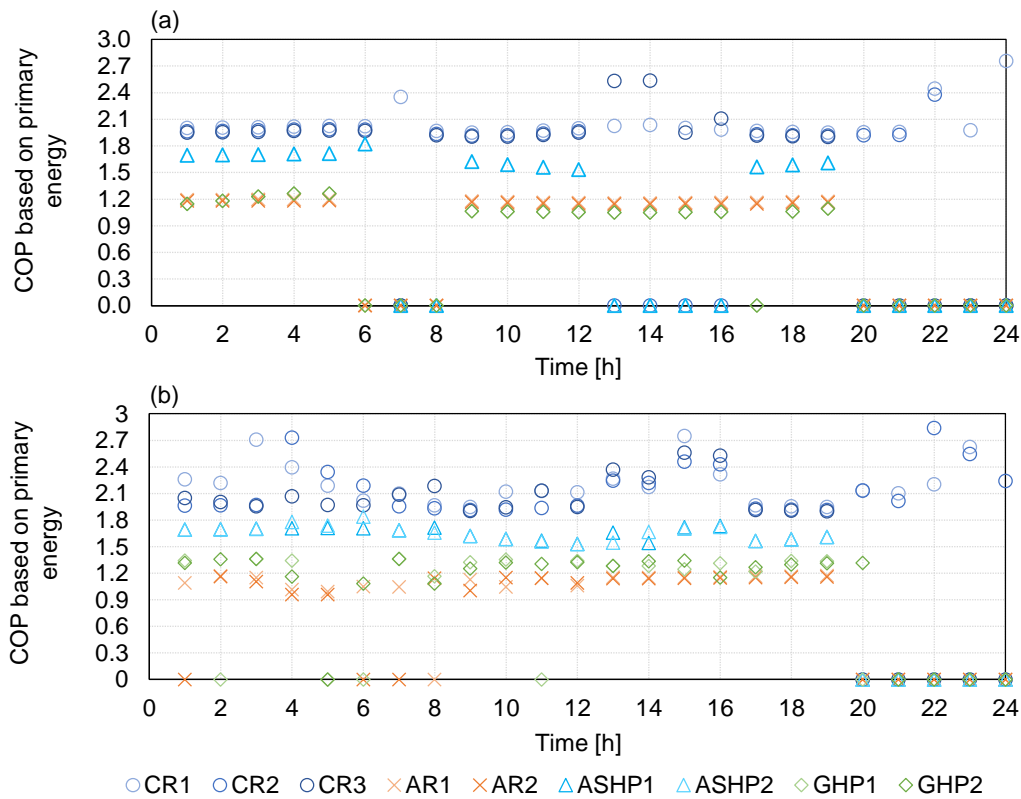 (a)
COP based on primary
energy
3.0
2.7
2.4
2.1
1.8
1.5
1.2
0.9
0.6
0.3
0.0
0 2 4 6 8 10 12 14 16 18 20 22 24
Time [h]
(b)
COP based on primary
energy
3
2.7
2.4
2.1
1.8
1.5
1.2
0.9
0.6
0.3
0
0 2 4 6 8 10 12 14 16 18 20 22 24
Time [h]
CR1 CR2 CR3 AR1 AR2 ASHP1 ASHP2 GHP1 GHP2